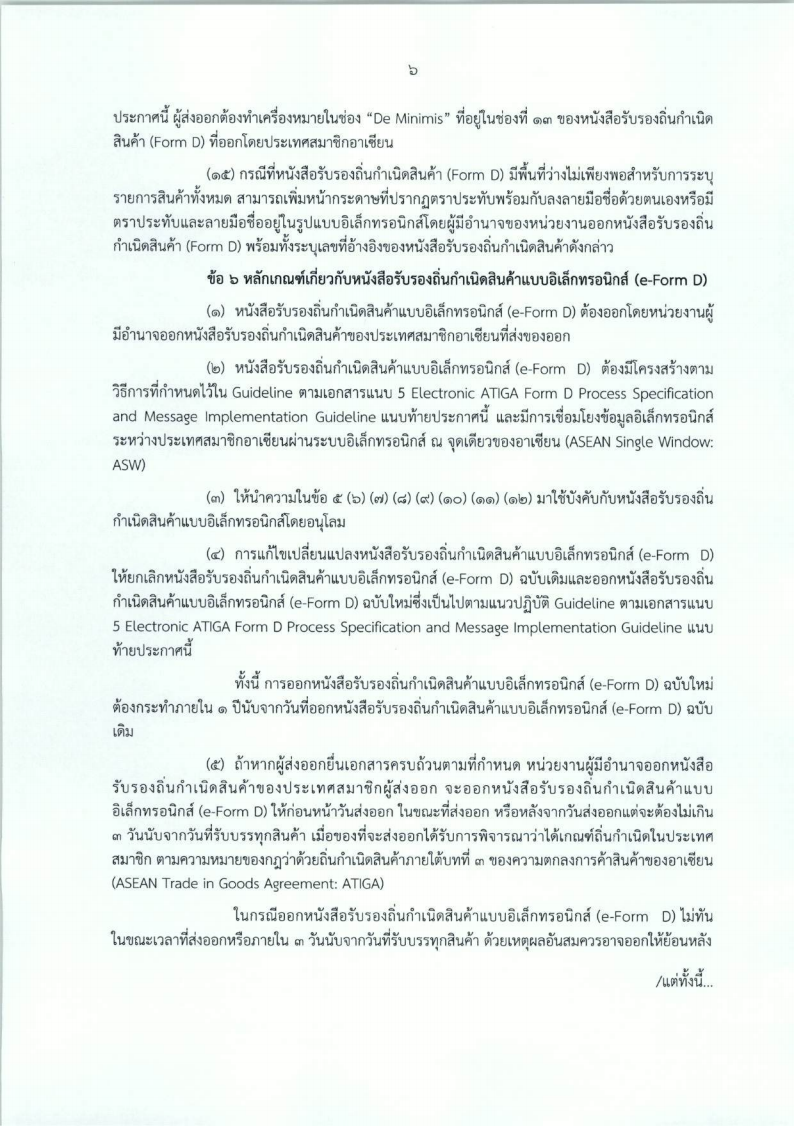 ๖
ประกาศนี้ ผู้ส่งออกต้องทำเครื่องหมายในช่อง “De Minimis” ที่อยู่ในช่องที่ ๑๓ ของหนังสือรับรองถิ่นกำเนิด
สินค้า (Form D) ที่ออกโดยประเทศสมาชิกอาเซียน
(๑๕) กรณีที่หนังสือรับรองถิ่นกำเนิดสินค้า (Form D) มีพื้นที่ว่างไม่เพียงพอสำหรับการระบุ
รายการสินค้าทั้งหมด สามารถเพิ่มหน้ากระดาษที่ปรากฏตราประทับพร้อมกับลงลายมือชื่อด้วยตนเองหรือมี
ตราประทับและลายมือชื่ออยู่ในรูปแบบอิเล็กทรอนิกส์โดยผู้มีอำนาจของหน่วยงานออกหนังสือรับรองถิ่น
กำเนิดสินค้า (Form D) พร้อมทั้งระบุเลขที่อ้างอิงของหนังสือรับรองถิ่นกำเนิดสินค้าดังกล่าว
ข้อ ๖ หลักเกณฑ์เกี่ยวกับหนังสือรับรองถิ่นกำเนิดสินค้าแบบอิเล็กทรอนิกส์ (e-Form D)
(๑) หนังสือรับรองถิ่นกำเนิดสินค้าแบบอิเล็กทรอนิกส์ (e-Form D) ต้องออกโดยหน่วยงานผู้
มีอำนาจออกหนังสือรับรองถิ่นกำเนิดสินค้าของประเทศสมาชิกอาเซียนที่ส่งของออก
(๒) หนังสือรับรองถิ่นกำเนิดสินค้าแบบอิเล็กทรอนิกส์ (e-Form D) ต้องมีโครงสร้างตาม
วิธีการที่กำหนดไว้ใน Guideline ตามเอกสารแนบ 5 Electronic ATIGA Form D Process Specification
and Message Implementation Guideline แนบท้ายประกาศนี้ และมีการเชื่อมโยงข้อมูลอิเล็กทรอนิกส์
ระหว่างประเทศสมาชิกอาเซียนผ่านระบบอิเล็กทรอนิกส์ ณ จุดเดียวของอาเซียน (ASEAN Single Window:
ASW)
(๓) ให้นำความในข้อ ๕ (๖) (๗) (๘) (๙) (๑๐) (๑๑) (๑๒) มาใช้บังคับกับหนังสือรับรองถิ่น
กำเนิดสินค้าแบบอิเล็กทรอนิกส์โดยอนุโลม
(๔) การแก้ไขเปลี่ยนแปลงหนังสือรับรองถิ่นกำเนิดสินค้าแบบอิเล็กทรอนิกส์ (e-Form D)
ให้ยกเลิกหนังสือรับรองถิ่นกำเนิดสินค้าแบบอิเล็กทรอนิกส์ (e-Form D) ฉบับเดิมและออกหนังสือรับรองถิ่น
กำเนิดสินค้าแบบอิเล็กทรอนิกส์ (e-Form D) ฉบับใหม่ซึ่งเป็นไปตามแนวปฏิบัติ Guideline ตามเอกสารแนบ
5 Electronic ATIGA Form D Process Specification and Message Implementation Guideline แนบ
ท้ายประกาศนี้
ทั้งนี้ การออกหนังสือรับรองถิ่นกำเนิดสินค้าแบบอิเล็กทรอนิกส์ (e-Form D) ฉบับใหม่
ต้องกระทำภายใน ๑ ปีนับจากวันที่ออกหนังสือรับรองถิ่นกำเนิดสินค้าแบบอิเล็กทรอนิกส์ (e-Form D) ฉบับ
เดิม
(๕) ถ้าหากผู้ส่งออกยื่นเอกสารครบถ้วนตามที่กำหนด หน่วยงานผู้มีอำนาจออกหนังสือ
รับรองถิ่นกำเนิดสินค้าของประเทศสมาชิกผู้ส่งออก จะออกหนังสือรับรองถิ่นกำเนิดสินค้าแบบ
อิเล็กทรอนิกส์ (e-Form D) ให้ก่อนหน้าวันส่งออก ในขณะที่ส่งออก หรือหลังจากวันส่งออกแต่จะต้องไม่เกิน
๓ วันนับจากวันที่รับบรรทุกสินค้า เมื่อของที่จะส่งออกได้รับการพิจารณาว่าได้เกณฑ์ถิ่นกำเนิดในประเทศ
สมาชิก ตามความหมายของกฎว่าด้วยถิ่นกำเนิดสินค้าภายใต้บทที่ ๓ ของความตกลงการค้าสินค้าของอาเซียน
(ASEAN Trade in Goods Agreement: ATIGA)
ในกรณีออกหนังสือรับรองถิ่นกำเนิดสินค้าแบบอิเล็กทรอนิกส์ (e-Form D) ไม่ทัน
ในขณะเวลาที่ส่งออกหรือภายใน ๓ วันนับจากวันที่รับบรรทุกสินค้า ด้วยเหตุผลอันสมควรอาจออกให้ย้อนหลัง
/แต่ทั้งนี้...